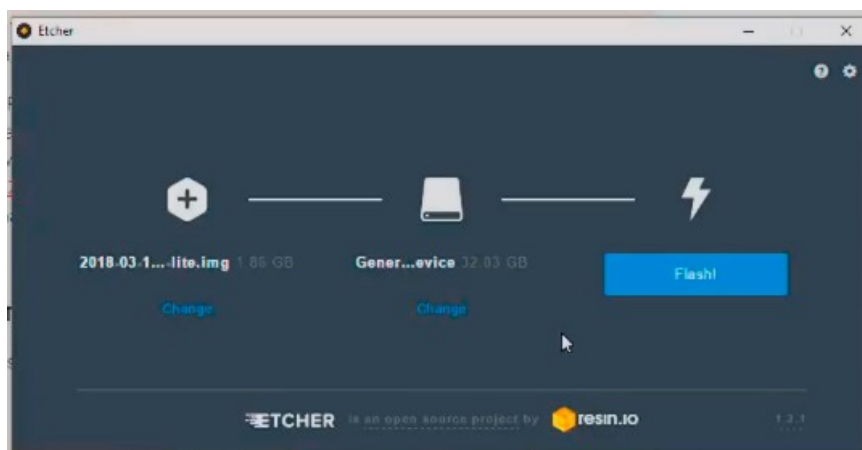 Etcher
2018-03-1...-lite.img 1.86 GB
Gener...evice 32.03 GB
Flash!
Change
Change
ETCHER is an open source project by resin.io